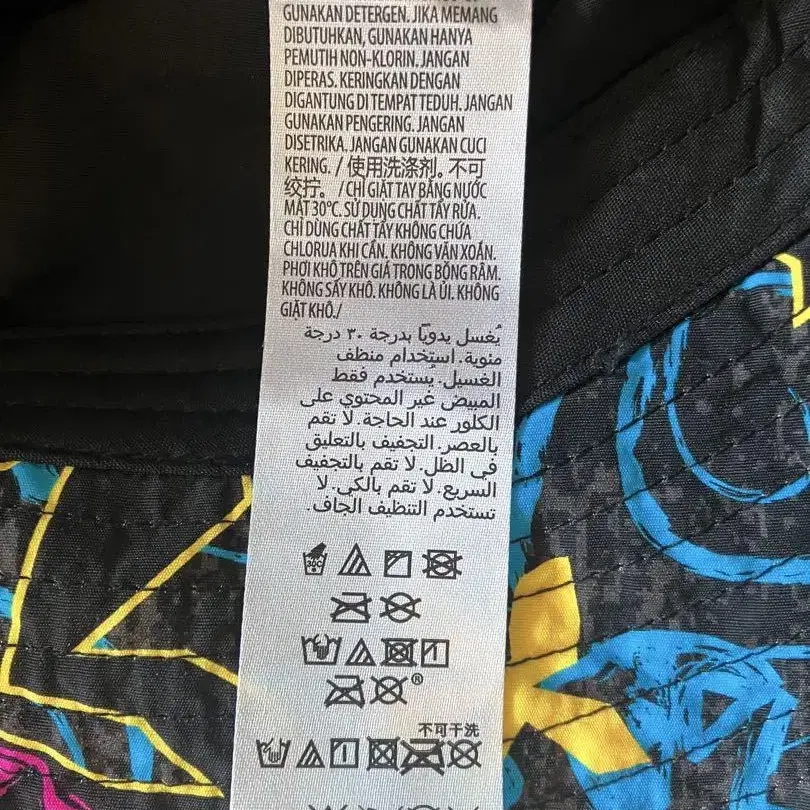 GUNAKAN DETERGEN. JIKA MEMANG
DIBUTUHKAN, GUNAKAN HANYA
PEMUTIH NON-KLORIN. JANGAN
DIPERAS. KERINGKAN DENGAN
DIGANTUNG DI TEMPAT TEDUH. JANGAN
GUNAKAN PENGERING. JANGAN
DISETRIKA. JANGAN GUNAKAN CUCI
KERING. / 使用洗涤剂。不可
绞拧。 / CHỈ GIẶT TAY BẰNG NƯỚC
MÁT 30°C. SỬ DỤNG CHẤT TẨY RỬA.
CHỈ DÙNG CHẤT TẨY KHÔNG CHỨA
CHLORUA KHI CẦN. KHÔNG VẮN XOẮN.
PHƠI KHÔ TRÊN GIÁ TRONG BÓNG RÂM.
KHÔNG SẤY KHÔ. KHÔNG LÀ ỦI. KHÔNG
GIẶT KHÔ./
يُغسل يدويًا بدرجة ٣٠ درجة
مئوية. استخدام منظف
الغسيل. يُستخدم فقط
المبيض غير المحتوي على
الكلور عند الحاجة. لا تقم
بالعصر. التجفيف بالتعليق
في الظل. لا تقم بالتجفيف
السريع. لا تقم بالكي. لا
تستخدم التنظيف الجاف.
30C
®
不可干洗